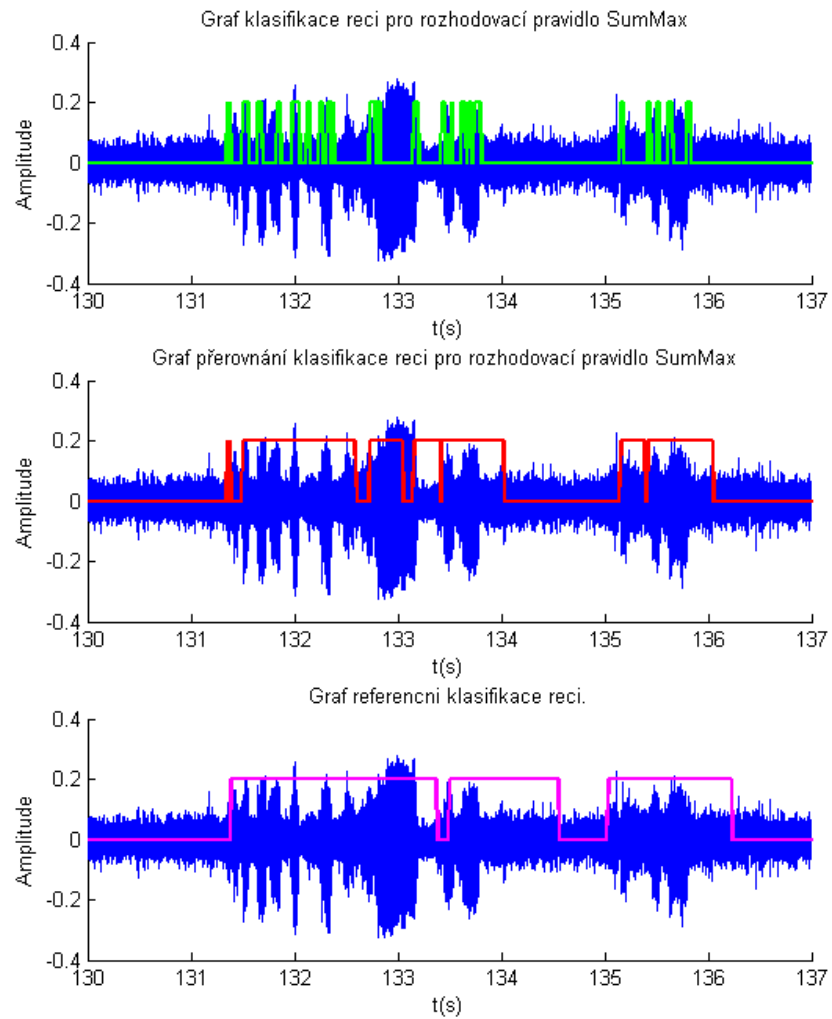 Graf klasifikace reci pro rozhodovací pravidlo SumMax
0.4
0.2
0
-0.2
-0.4
Amplitude
130 131 132 133 134 135 136 137
t(s)
Graf přerovnání klasifikace reci pro rozhodovací pravidlo SumMax
0.4
0.2
0
-0.2
-0.4
Amplitude
130 131 132 133 134 135 136 137
t(s)
Graf referencni klasifikace reci.
0.4
0.2
0
-0.2
-0.4
Amplitude
130 131 132 133 134 135 136 137
t(s)